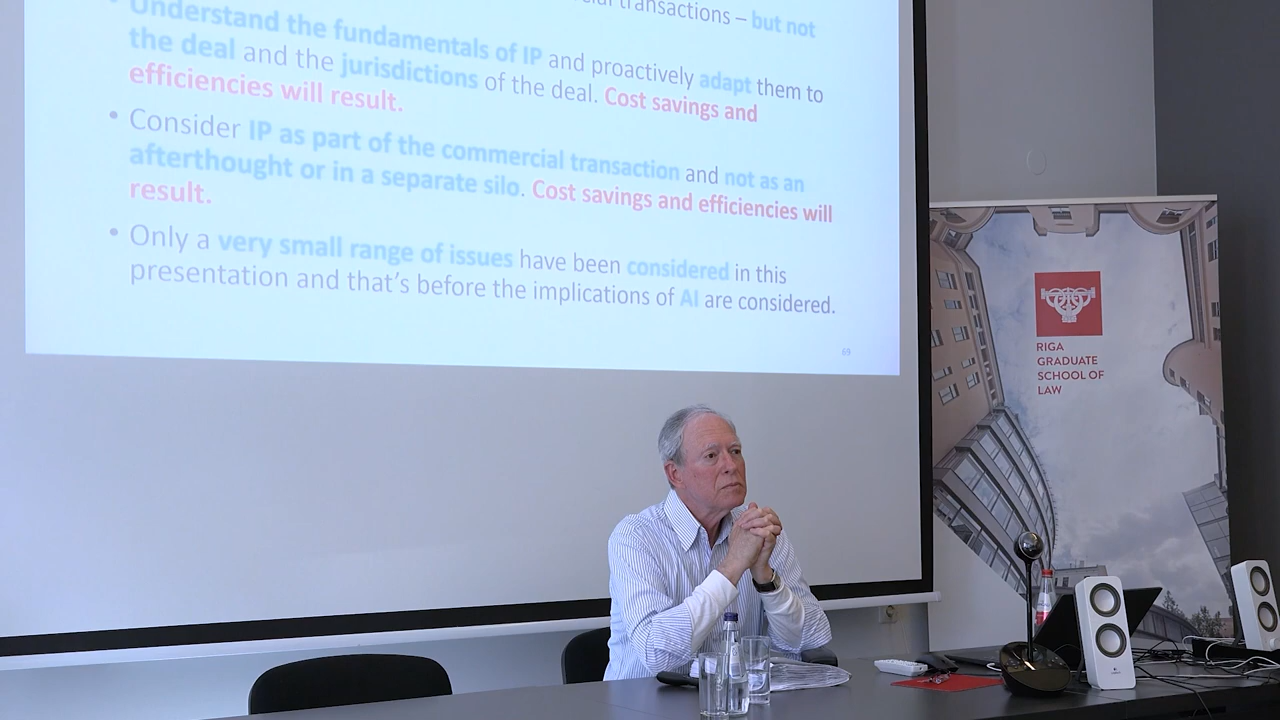 transactions – but not
Understand the fundamentals of IP and proactively adapt them to
the deal and the jurisdictions of the deal. Cost savings and
efficiencies will result.
• Consider IP as part of the commercial transaction and not as an
afterthought or in a separate silo. Cost savings and efficiencies will
result.
• Only a very small range of issues have been considered in this
presentation and that's before the implications of AI are considered.
69
RIGA
GRADUATE
SCHOOL OF
LAW